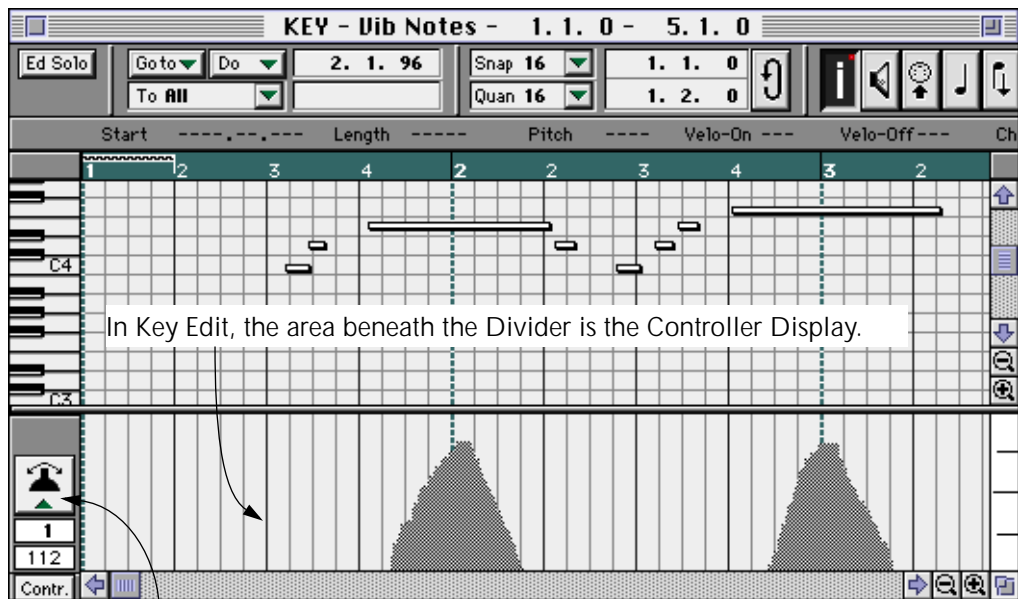 KEY - Vib Notes - 1. 1. 0 - 5. 1. 0
Ed Solo Goto Do 2. 1. 96 Snap 16 1. 1. 0
To All Quan 16 1. 2. 0
Start ----.--.--- Length ----- Pitch ---- Velo-On --- Velo-Off--- Ch
1 2 3 4 2 2 3 4 3 2
C4
In Key Edit, the area beneath the Divider is the Controller Display.
C3
1
112
Contr.